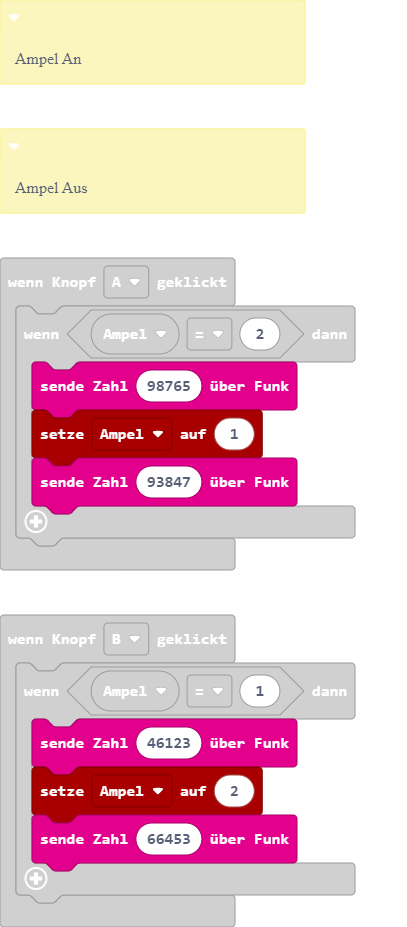 Ampel An
Ampel Aus
wenn Knopf A geklickt
wenn Ampel = 2 dann
sende Zahl 98765 über Funk
setze Ampel auf 1
sende Zahl 93847 über Funk
wenn Knopf B geklickt
wenn Ampel = 1 dann
sende Zahl 46123 über Funk
setze Ampel auf 2
sende Zahl 66453 über Funk